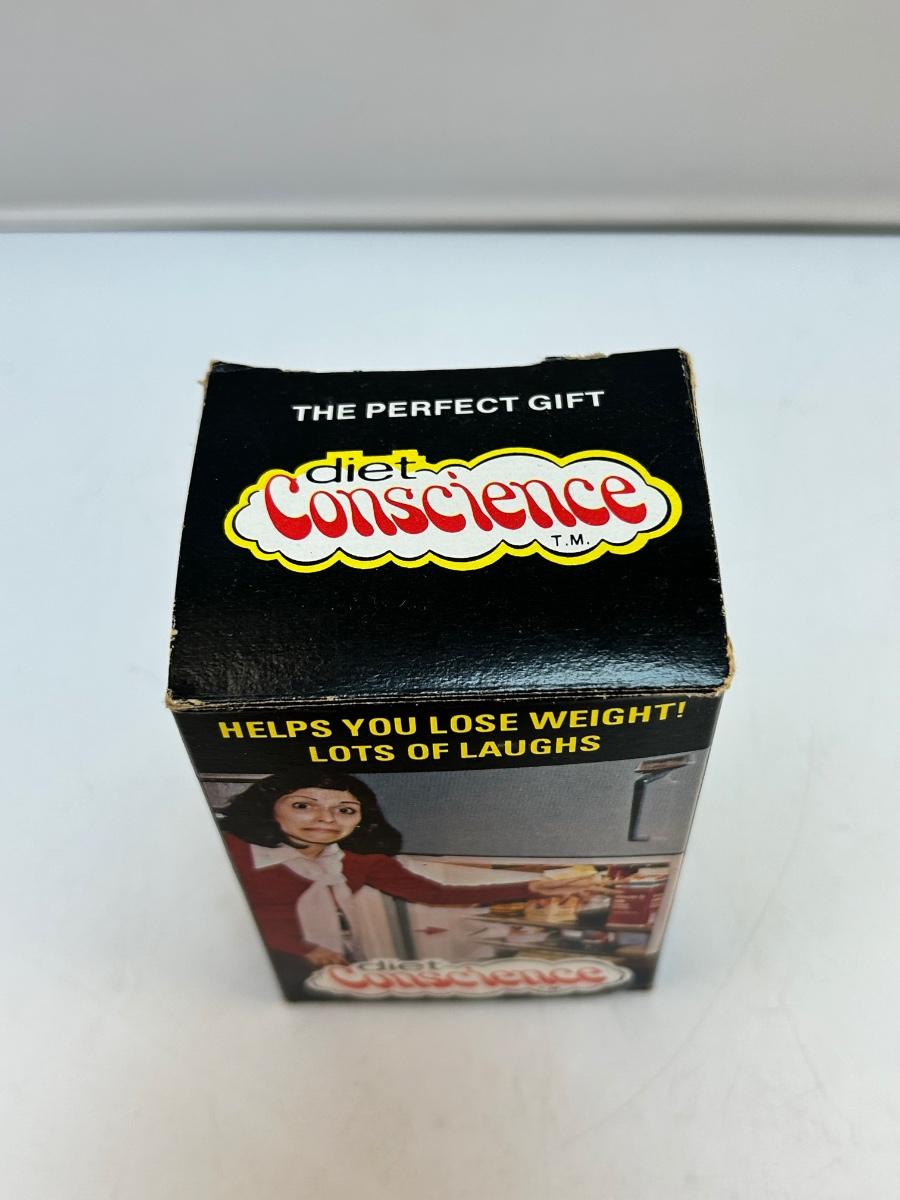 THE PERFECT GIFT
diet
Conscience
T.M.
HELPS YOU LOSE WEIGHT!
LOTS OF LAUGHS
diet
Conscience